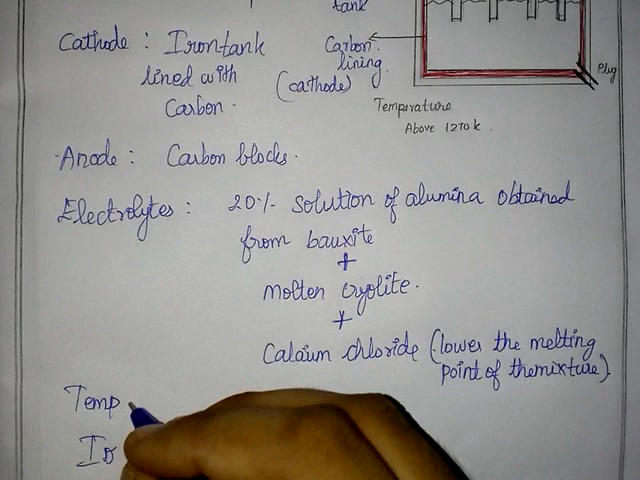 tank
Cathode : Iron tank
lined with
Carbon.
Carbon
lining
(cathode)
Plug
Temperature
Above 1270k.
Anode : Carbon blocks.
Electrolytes : 20% solution of alumina obtained
from bauxite
+
Molten cryolite.
+
Calcium chloride (lower the melting
point of the mixture).
Temp